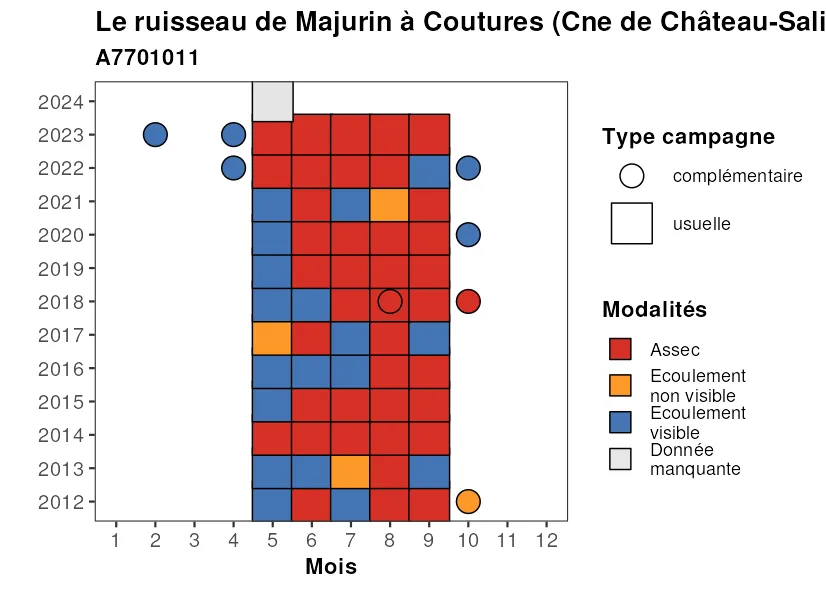 Le ruisseau de Majurin à Coutures (Cne de Château-Sali
A7701011
2024
2023
2022
2021
2020
2019
2018
2017
2016
2015
2014
2013
2012
1 2 3 4 5 6 7 8 9 10 11 12
Mois
Type campagne
complémentaire
usuelle
Modalités
Assec
Ecoulement
non visible
Ecoulement
visible
Donnée
manquante